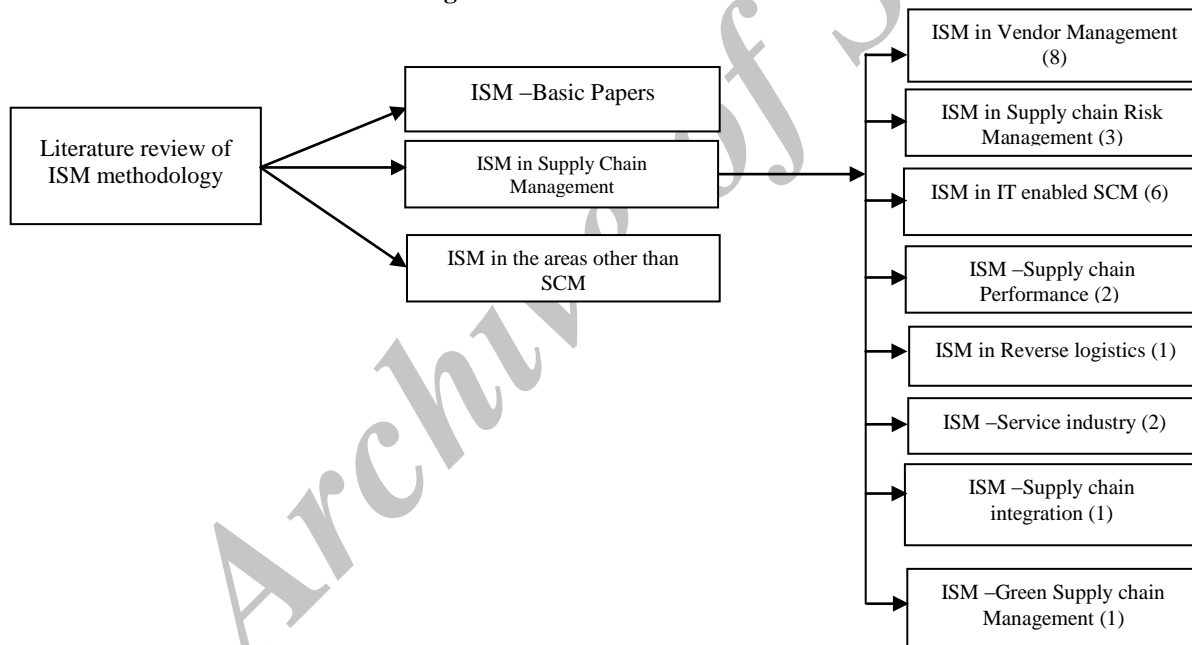 Literature review of
ISM methodology
ISM –Basic Papers
ISM in Supply Chain
Management
ISM in the areas other than
SCM
ISM in Vendor Management
(8)
ISM in Supply chain Risk
Management (3)
ISM in IT enabled SCM (6)
ISM –Supply chain
Performance (2)
ISM in Reverse logistics (1)
ISM –Service industry (2)
ISM –Supply chain
integration (1)
ISM –Green Supply chain
Management (1)
Archive of S